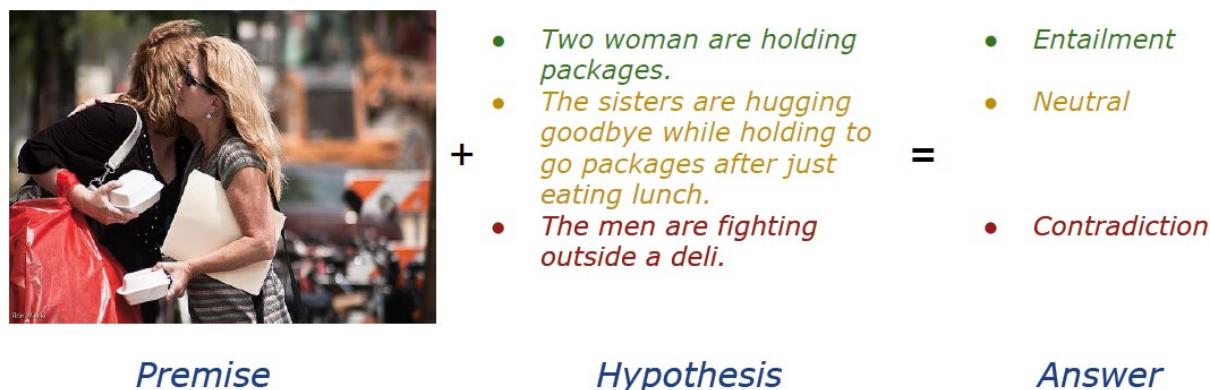 • Two woman are holding
packages.
• The sisters are hugging
goodbye while holding to
go packages after just
eating lunch.
• The men are fighting
outside a deli.
+
=
• Entailment
• Neutral
• Contradiction
Premise
Hypothesis
Answer